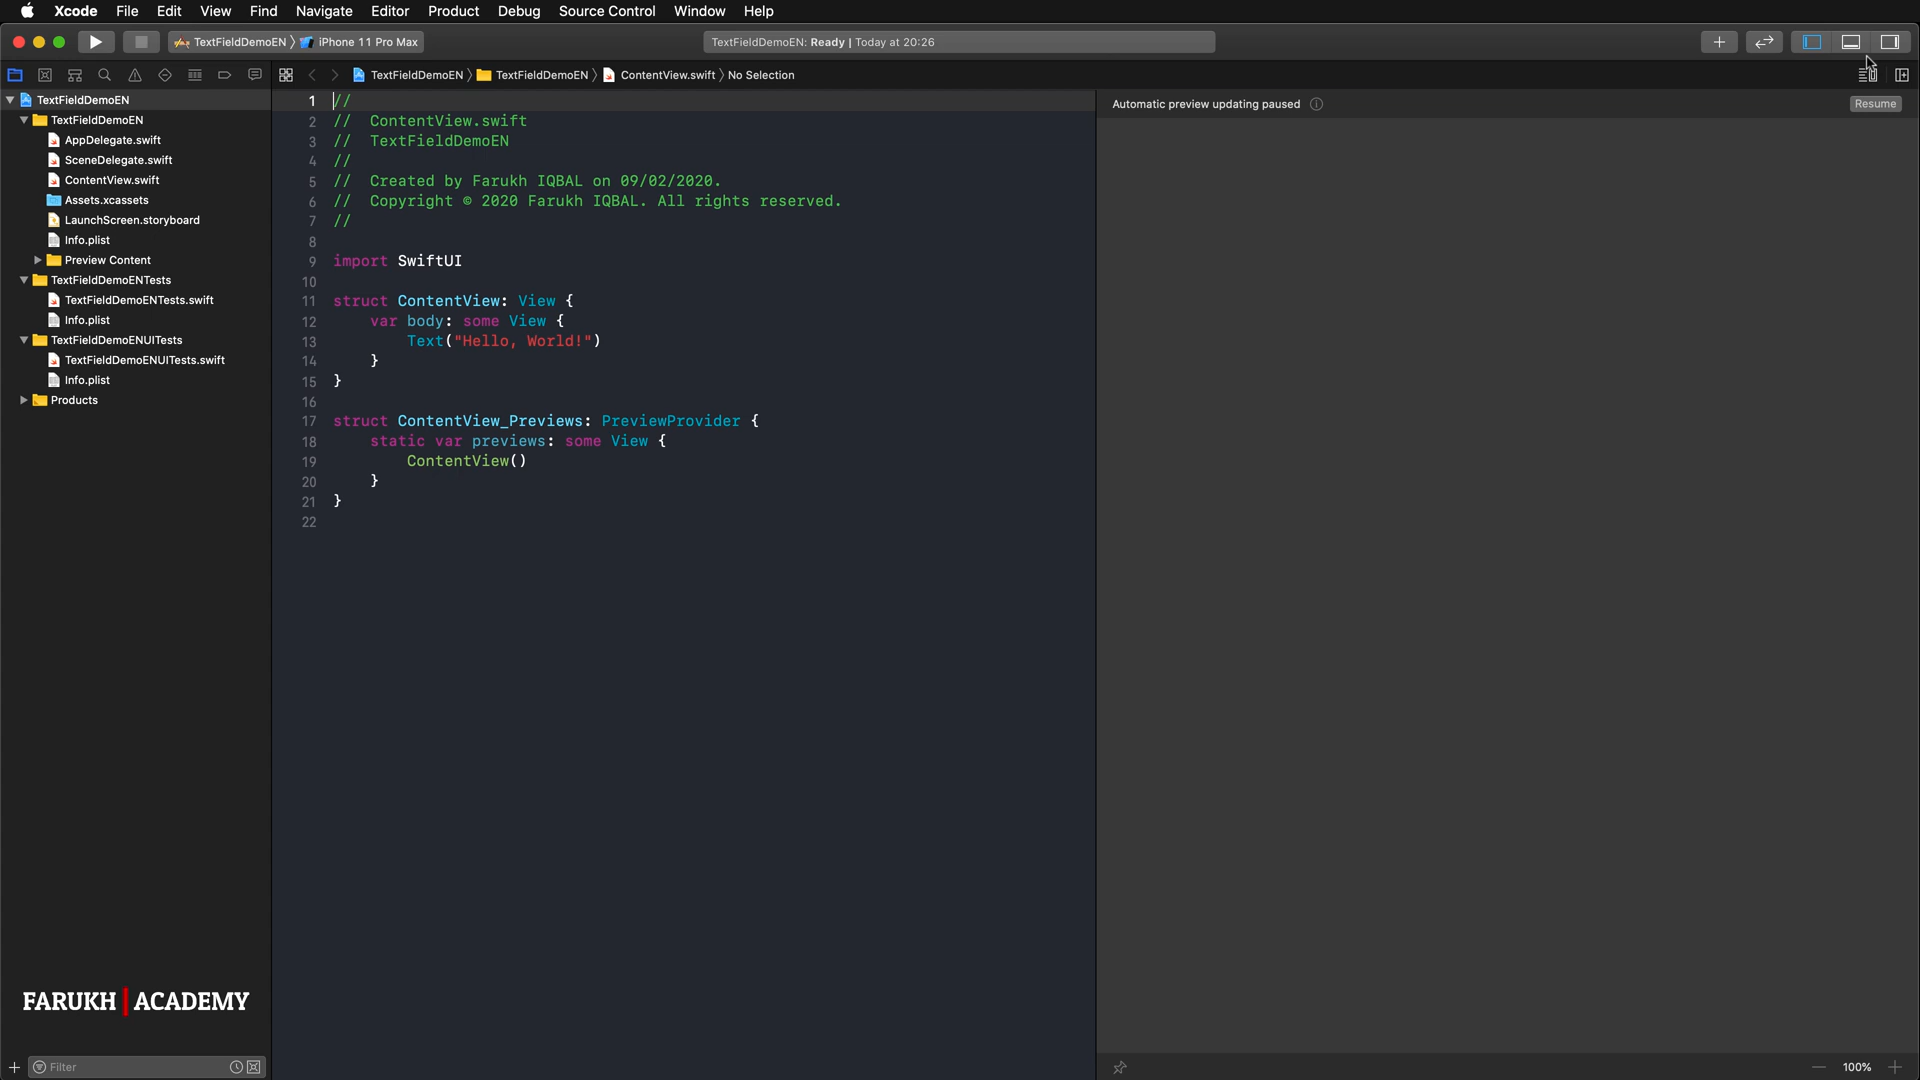 Xcode File Edit View Find Navigate Editor Product Debug Source Control Window Help
TextFieldDemoEN iPhone 11 Pro Max
TextFieldDemoEN: Ready | Today at 20:26
TextFieldDemoEN TextFieldDemoEN ContentView.swift No Selection
TextFieldDemoEN
TextFieldDemoEN
AppDelegate.swift
SceneDelegate.swift
ContentView.swift
Assets.xcassets
LaunchScreen.storyboard
Info.plist
Preview Content
TextFieldDemoENTests
TextFieldDemoENTests.swift
Info.plist
TextFieldDemoENUITests
TextFieldDemoENUITests.swift
Info.plist
Products
FARUKH | ACADEMY
Filter
1 //
2 // ContentView.swift
3 // TextFieldDemoEN
4 //
5 // Created by Farukh IQBAL on 09/02/2020.
6 // Copyright © 2020 Farukh IQBAL. All rights reserved.
7 //
8
9 import SwiftUI
10
11 struct ContentView: View {
12 var body: some View {
13 Text("Hello, World!")
14 }
15 }
16
17 struct ContentView_Previews: PreviewProvider {
18 static var previews: some View {
19 ContentView()
20 }
21 }
22
Automatic preview updating paused
Resume
100%